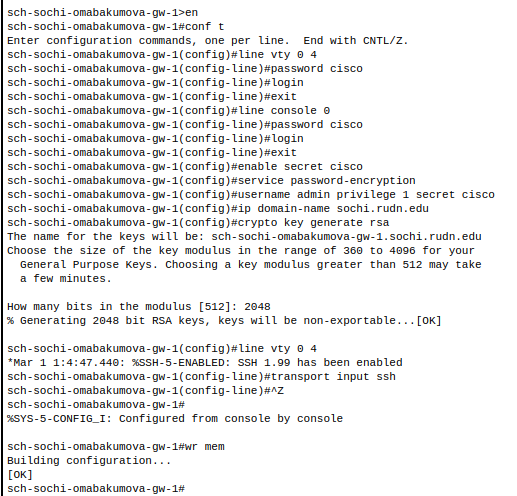 sch-sochi-omabakumova-gw-1>en
sch-sochi-omabakumova-gw-1#conf t
Enter configuration commands, one per line.  End with CNTL/Z.
sch-sochi-omabakumova-gw-1(config)#line vty 0 4
sch-sochi-omabakumova-gw-1(config-line)#password cisco
sch-sochi-omabakumova-gw-1(config-line)#login
sch-sochi-omabakumova-gw-1(config-line)#exit
sch-sochi-omabakumova-gw-1(config)#line console 0
sch-sochi-omabakumova-gw-1(config-line)#password cisco
sch-sochi-omabakumova-gw-1(config-line)#login
sch-sochi-omabakumova-gw-1(config-line)#exit
sch-sochi-omabakumova-gw-1(config)#enable secret cisco
sch-sochi-omabakumova-gw-1(config)#service password-encryption
sch-sochi-omabakumova-gw-1(config)#username admin privilege 1 secret cisco
sch-sochi-omabakumova-gw-1(config)#ip domain-name sochi.rudn.edu
sch-sochi-omabakumova-gw-1(config)#crypto key generate rsa
The name for the keys will be: sch-sochi-omabakumova-gw-1.sochi.rudn.edu
Choose the size of the key modulus in the range of 360 to 4096 for your
  General Purpose Keys. Choosing a key modulus greater than 512 may take
  a few minutes.

How many bits in the modulus [512]: 2048
% Generating 2048 bit RSA keys, keys will be non-exportable...[OK]

sch-sochi-omabakumova-gw-1(config)#line vty 0 4
*Mar 1 1:4:47.440: %SSH-5-ENABLED: SSH 1.99 has been enabled
sch-sochi-omabakumova-gw-1(config-line)#transport input ssh
sch-sochi-omabakumova-gw-1(config-line)#^Z
sch-sochi-omabakumova-gw-1#
%SYS-5-CONFIG_I: Configured from console by console

sch-sochi-omabakumova-gw-1#wr mem
Building configuration...
[OK]
sch-sochi-omabakumova-gw-1#